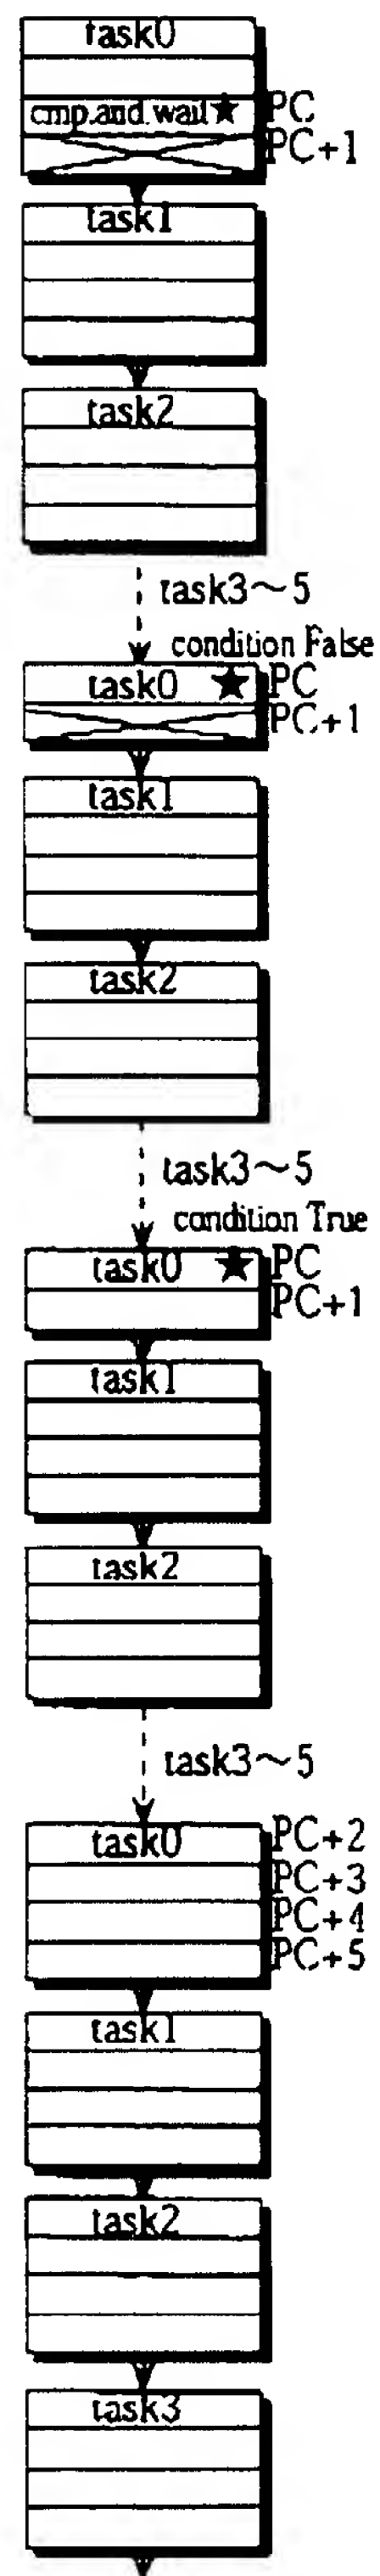 task0
cmp.and.wait★ PC
PC+1
task1
task2
task3～5
condition False
task0 ★ PC
PC+1
task1
task2
task3～5
condition True
task0 ★ PC
PC+1
task1
task2
task3～5
task0 PC+2
PC+3
PC+4
PC+5
task1
task2
task3